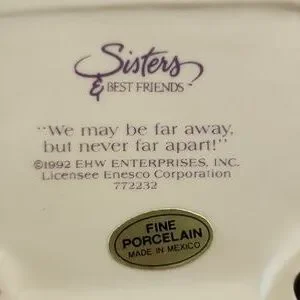 Sisters
& BEST FRIENDS™
"We may be far away,
but never far apart!"
©1992 EHW ENTERPRISES, INC.
Licensee Enesco Corporation
772232
FINE
PORCELAIN
MADE IN MEXICO